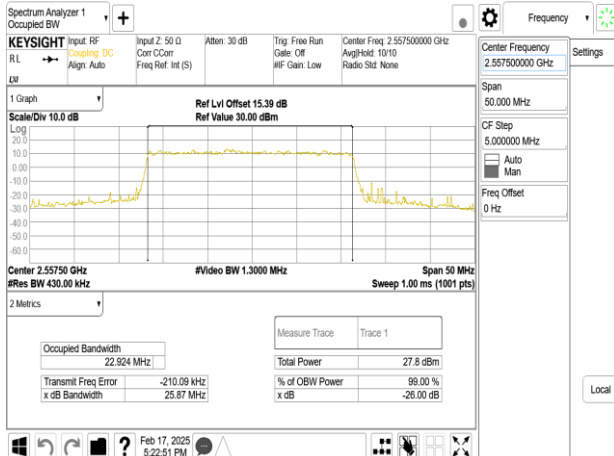 Spectrum Analyzer 1
Occupied BW
+
Frequency
KEYSIGHT
RL
Input: RF
Coupling: DC
Align: Auto
Input Z: 50 Ω
Corr CCorr
Freq Ref: Int (S)
Atten: 30 dB
Trig: Free Run
Gate: Off
#IF Gain: Low
Center Freq: 2.557500000 GHz
Avg|Hold: 10/10
Radio Std: None
LXI
Center Frequency
2.557500000 GHz
Settings
Span
50.000 MHz
CF Step
5.000000 MHz
Auto
Man
Freq Offset
0 Hz
Local
1 Graph
Scale/Div 10.0 dB
Ref Lvl Offset 15.39 dB
Ref Value 30.00 dBm
Log
20.0
10.0
0.00
-10.0
-20.0
-30.0
-40.0
-50.0
-60.0
Center 2.55750 GHz
#Video BW 1.3000 MHz
Span 50 MHz
#Res BW 430.00 kHz
Sweep 1.00 ms (1001 pts)
2 Metrics
Measure Trace
Trace 1
Occupied Bandwidth
22.924 MHz
Total Power
27.8 dBm
Transmit Freq Error
-210.09 kHz
% of OBW Power
99.00 %
x dB Bandwidth
25.87 MHz
x dB
-26.00 dB
?
Feb 17, 2025
5:22:51 PM